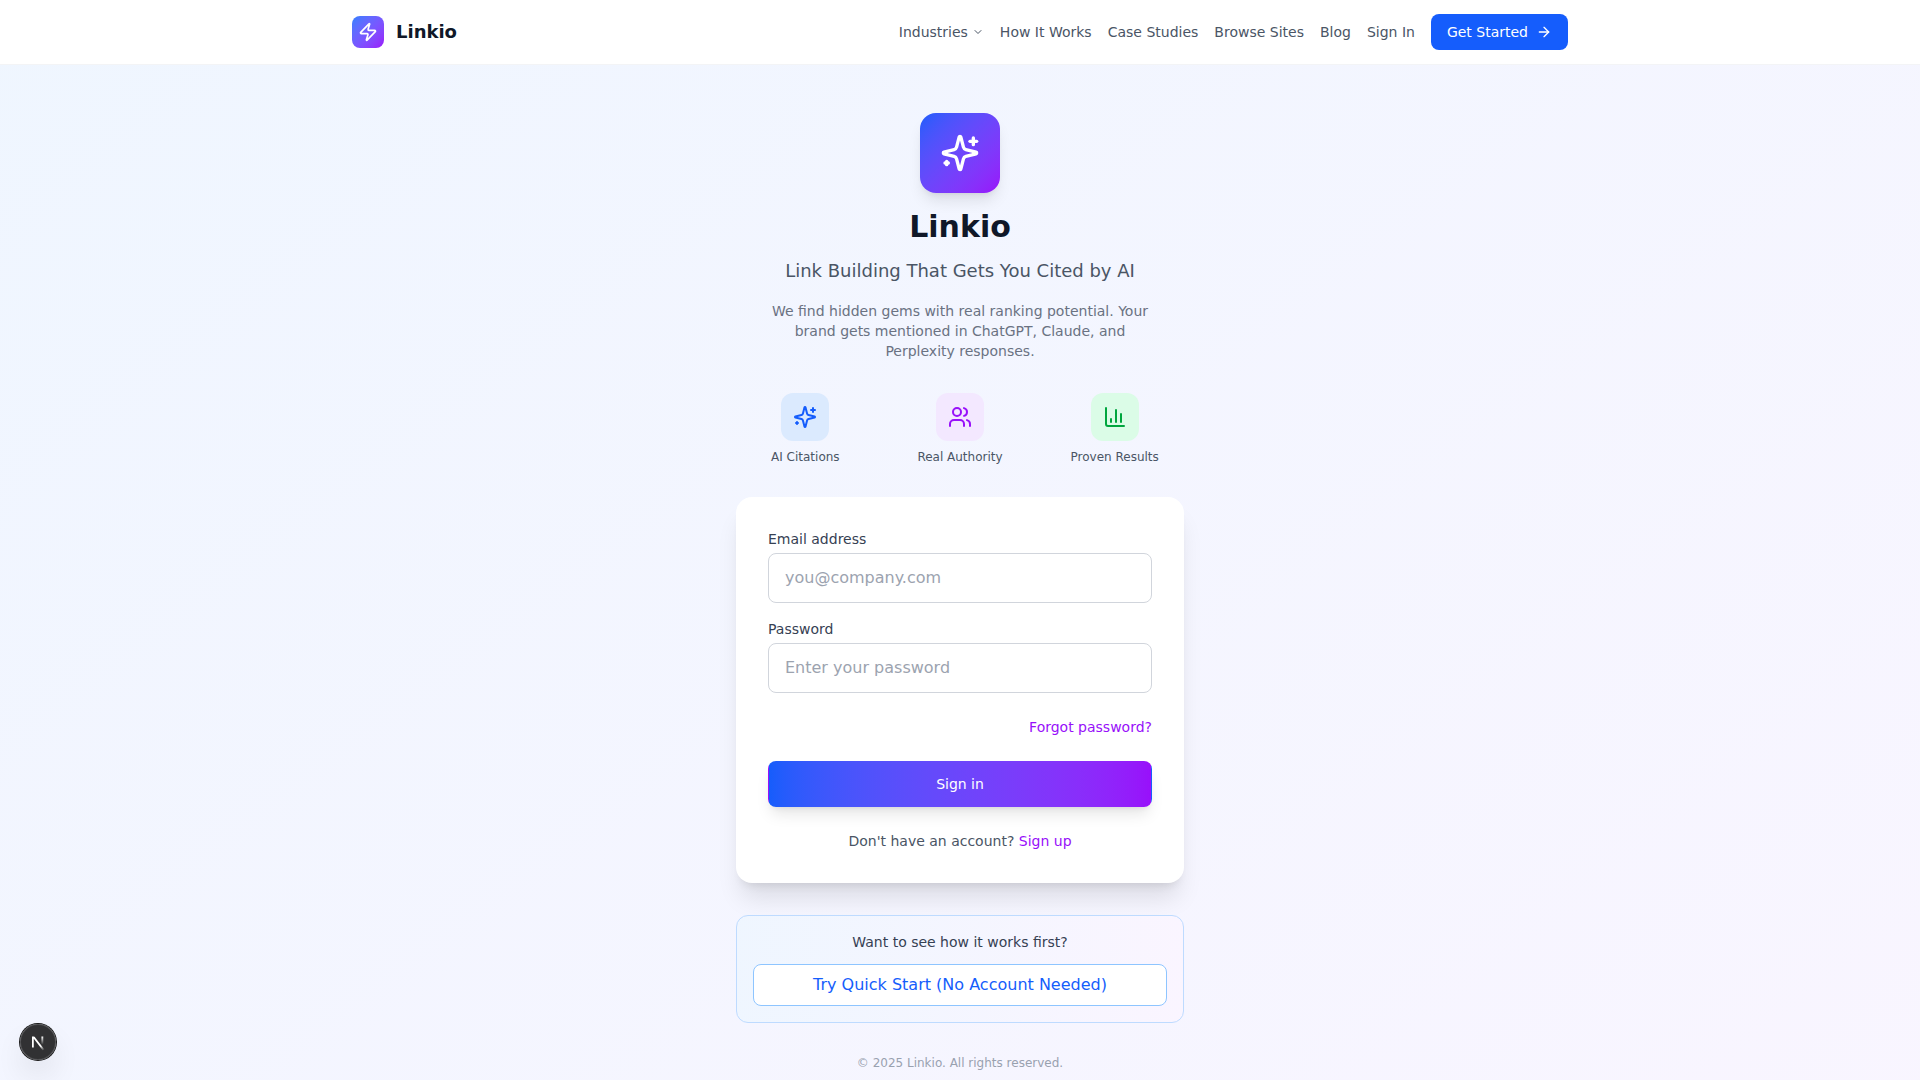 Linkio
Industries
How It Works
Case Studies
Browse Sites
Blog
Sign In
Get Started
Linkio
Link Building That Gets You Cited by AI
We find hidden gems with real ranking potential. Your
brand gets mentioned in ChatGPT, Claude, and
Perplexity responses.
AI Citations
Real Authority
Proven Results
Email address
you@company.com
Password
Enter your password
Forgot password?
Sign in
Don't have an account? Sign up
Want to see how it works first?
Try Quick Start (No Account Needed)
N
© 2025 Linkio. All rights reserved.